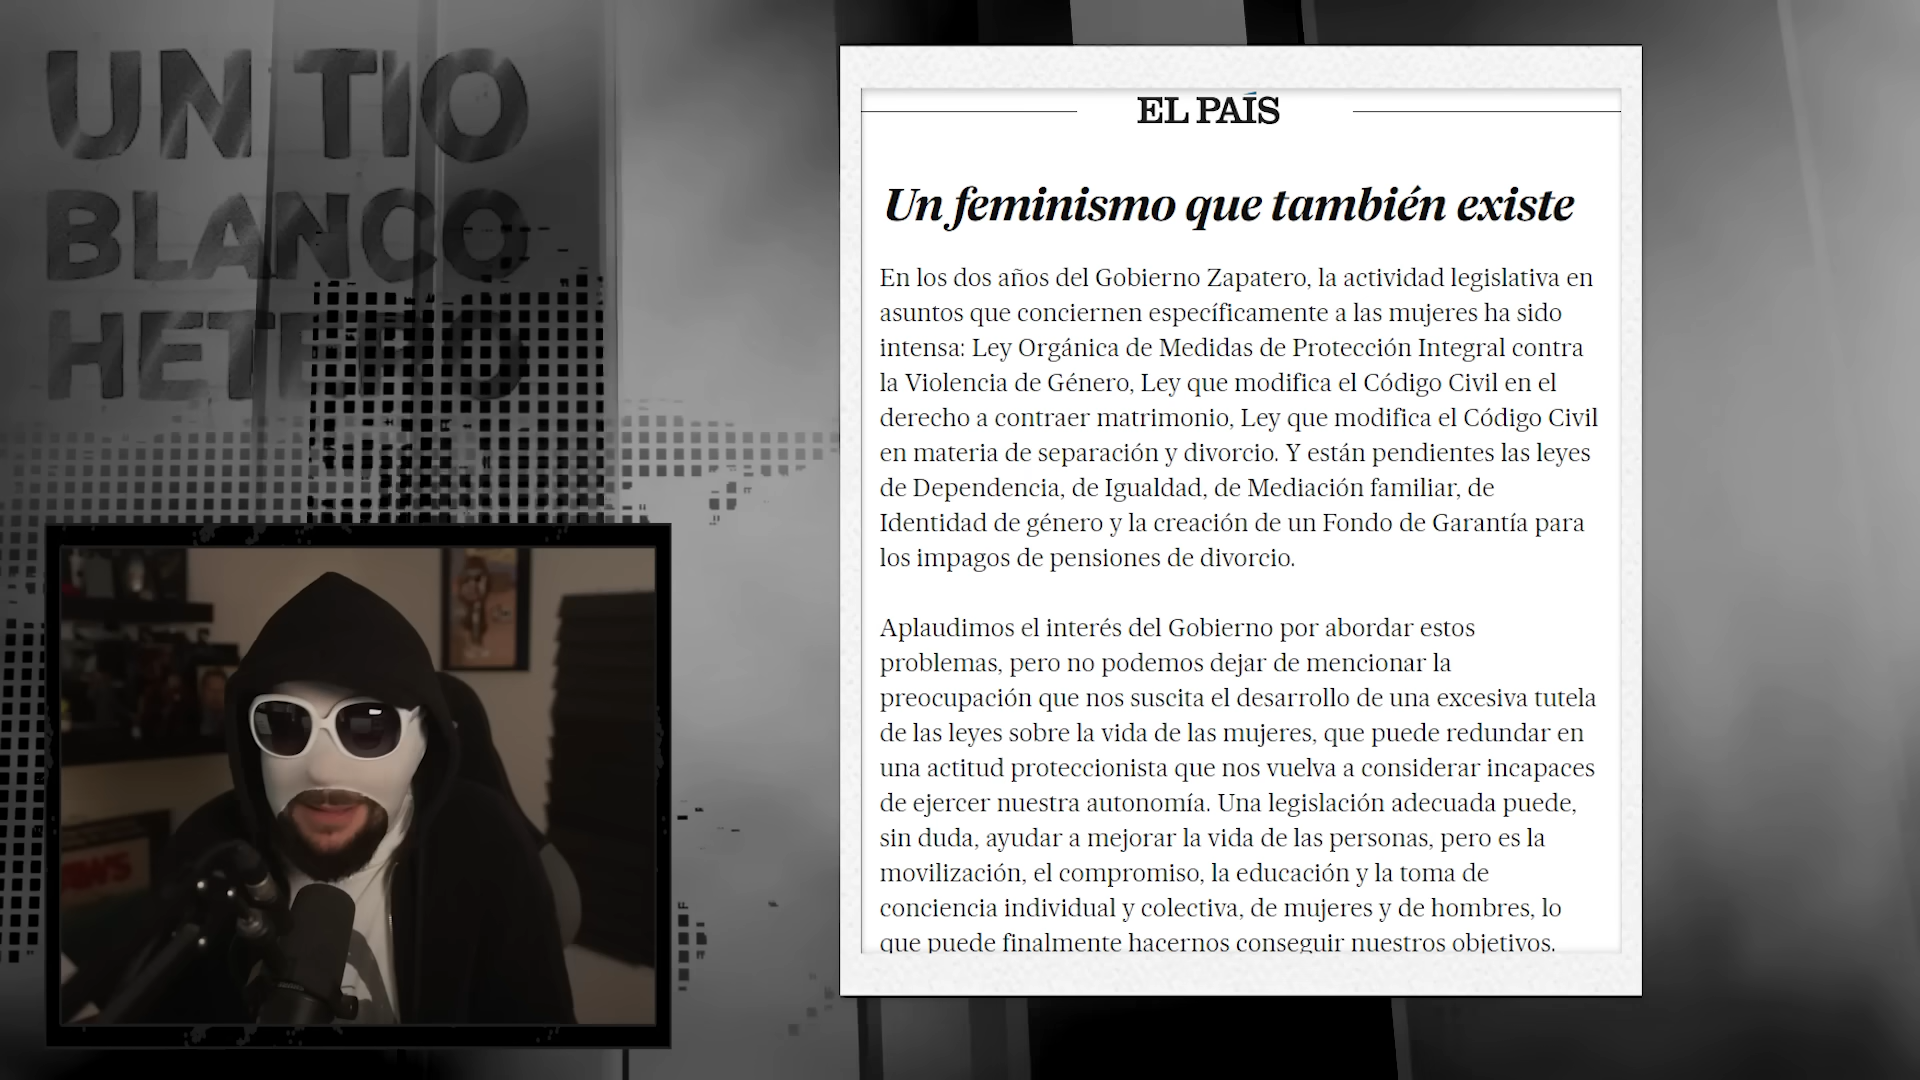 UN TIO
BLANCO
HETERO
EL PAÍS
Un feminismo que también existe
En los dos años del Gobierno Zapatero, la actividad legislativa en
asuntos que conciernen específicamente a las mujeres ha sido
intensa: Ley Orgánica de Medidas de Protección Integral contra
la Violencia de Género, Ley que modifica el Código Civil en el
derecho a contraer matrimonio, Ley que modifica el Código Civil
en materia de separación y divorcio. Y están pendientes las leyes
de Dependencia, de Igualdad, de Mediación familiar, de
Identidad de género y la creación de un Fondo de Garantía para
los impagos de pensiones de divorcio.
Aplaudimos el interés del Gobierno por abordar estos
problemas, pero no podemos dejar de mencionar la
preocupación que nos suscita el desarrollo de una excesiva tutela
de las leyes sobre la vida de las mujeres, que puede redundar en
una actitud proteccionista que nos vuelva a considerar incapaces
de ejercer nuestra autonomía. Una legislación adecuada puede,
sin duda, ayudar a mejorar la vida de las personas, pero es la
movilización, el compromiso, la educación y la toma de
conciencia individual y colectiva, de mujeres y de hombres, lo
que puede finalmente hacernos conseguir nuestros objetivos.